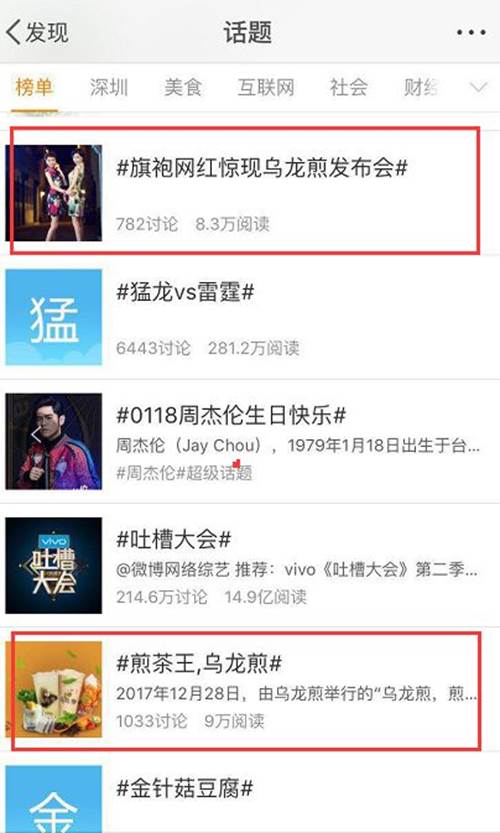 发现
话题
榜单 深圳 美食 互联网 社会 财经
#旗袍网红惊现乌龙煎发布会#
782讨论 8.3万阅读
猛
#猛龙vs雷霆#
6443讨论 281.2万阅读
#0118周杰伦生日快乐#
周杰伦（Jay Chou），1979年1月18日出生于台...
#周杰伦#超级话题
vivo
吐槽
大会
#吐槽大会#
@微博网络综艺 推荐：vivo《吐槽大会》第二季...
214.6万讨论 14.9亿阅读
#煎茶王,乌龙煎#
2017年12月28日，由乌龙煎举行的“乌龙煎，煎...
1033讨论 9万阅读
金
#金针菇豆腐#